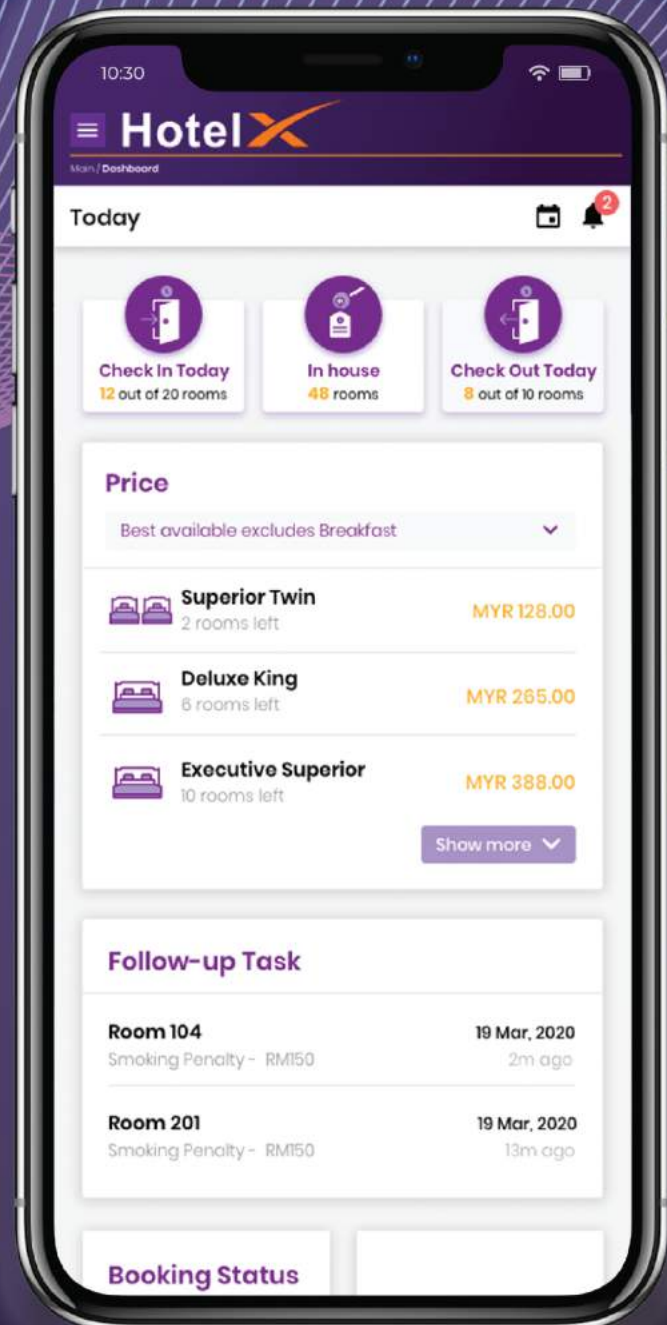 10:30
HotelX
Main / Dashboard
Today
2
Check In Today
12 out of 20 rooms
In house
48 rooms
Check Out Today
8 out of 10 rooms
Price
Best available excludes Breakfast
Superior Twin
2 rooms left
MYR 128.00
Deluxe King
6 rooms left
MYR 265.00
Executive Superior
10 rooms left
MYR 388.00
Show more
Follow-up Task
Room 104
19 Mar, 2020
Smoking Penalty - RM150
2m ago
Room 201
19 Mar, 2020
Smoking Penalty - RM150
13m ago
Booking Status